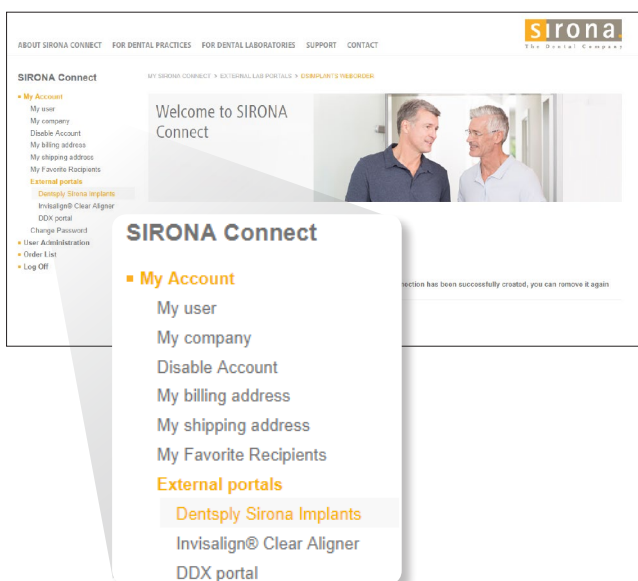 sirona.
The Dental Company
ABOUT SIRONA CONNECT FOR DENTAL PRACTICES FOR DENTAL LABORATORIES SUPPORT CONTACT
SIRONA Connect
MY SIRONA CONNECT > EXTERNAL LAB PORTALS > DSIMPLANTS WEBORDER
My Account
My user
My company
Disable Account
My billing address
My shipping address
My Favorite Recipients
External portals
Dentsply Sirona Implants
Invisalign® Clear Aligner
DDX portal
Change Password
User Administration
Order List
Log Off
Welcome to SIRONA
Connect
nection has been successfully created, you can remove it again
SIRONA Connect
My Account
My user
My company
Disable Account
My billing address
My shipping address
My Favorite Recipients
External portals
Dentsply Sirona Implants
Invisalign® Clear Aligner
DDX portal